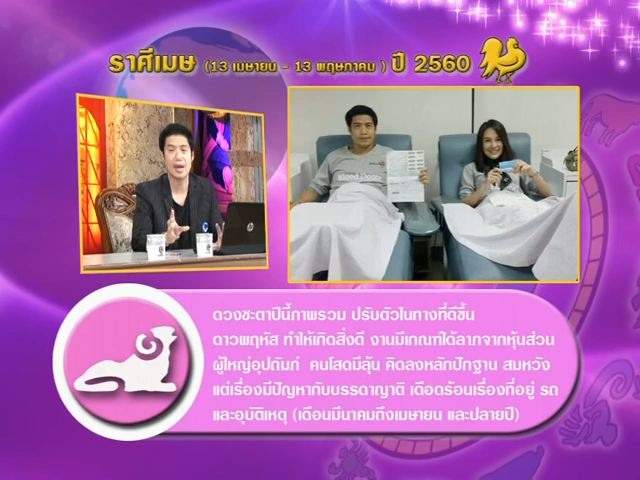 ราศีเมษ (13 เมษายน - 13 พฤษภาคม ) ปี 2560
Blood Donor
ดวงชะตาปีนี้ภาพรวม ปรับตัวในทางที่ดีขึ้น
ดาวพฤหัส ทำให้เกิดสิ่งดี งานมีเกณฑ์ได้ลาภจากหุ้นส่วน
ผู้ใหญ่อุปถัมภ์ คนโสดมีลุ้น คิดลงหลักปักฐาน สมหวัง
แต่เรื่องมีปัญหากับบรรดาญาติ เดือดร้อนเรื่องที่อยู่ รถ
และอุบัติเหตุ (เดือนมีนาคมถึงเมษายน และปลายปี)